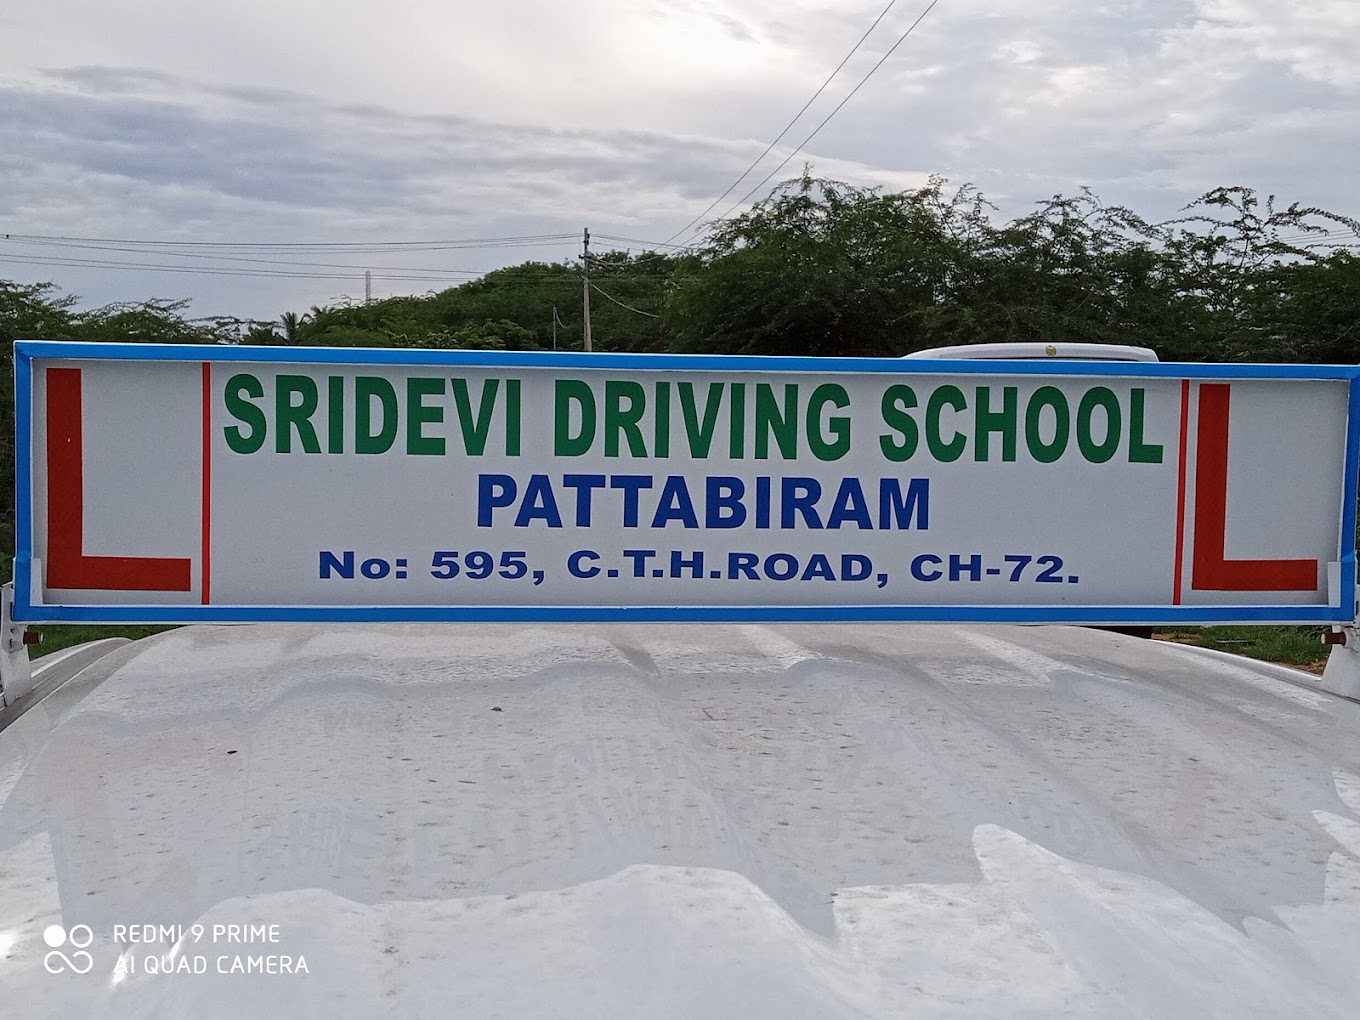 L
SRIDEVI DRIVING SCHOOL
PATTABIRAM
No: 595, C.T.H.ROAD, CH-72.
L
REDMI 9 PRIME
AI QUAD CAMERA